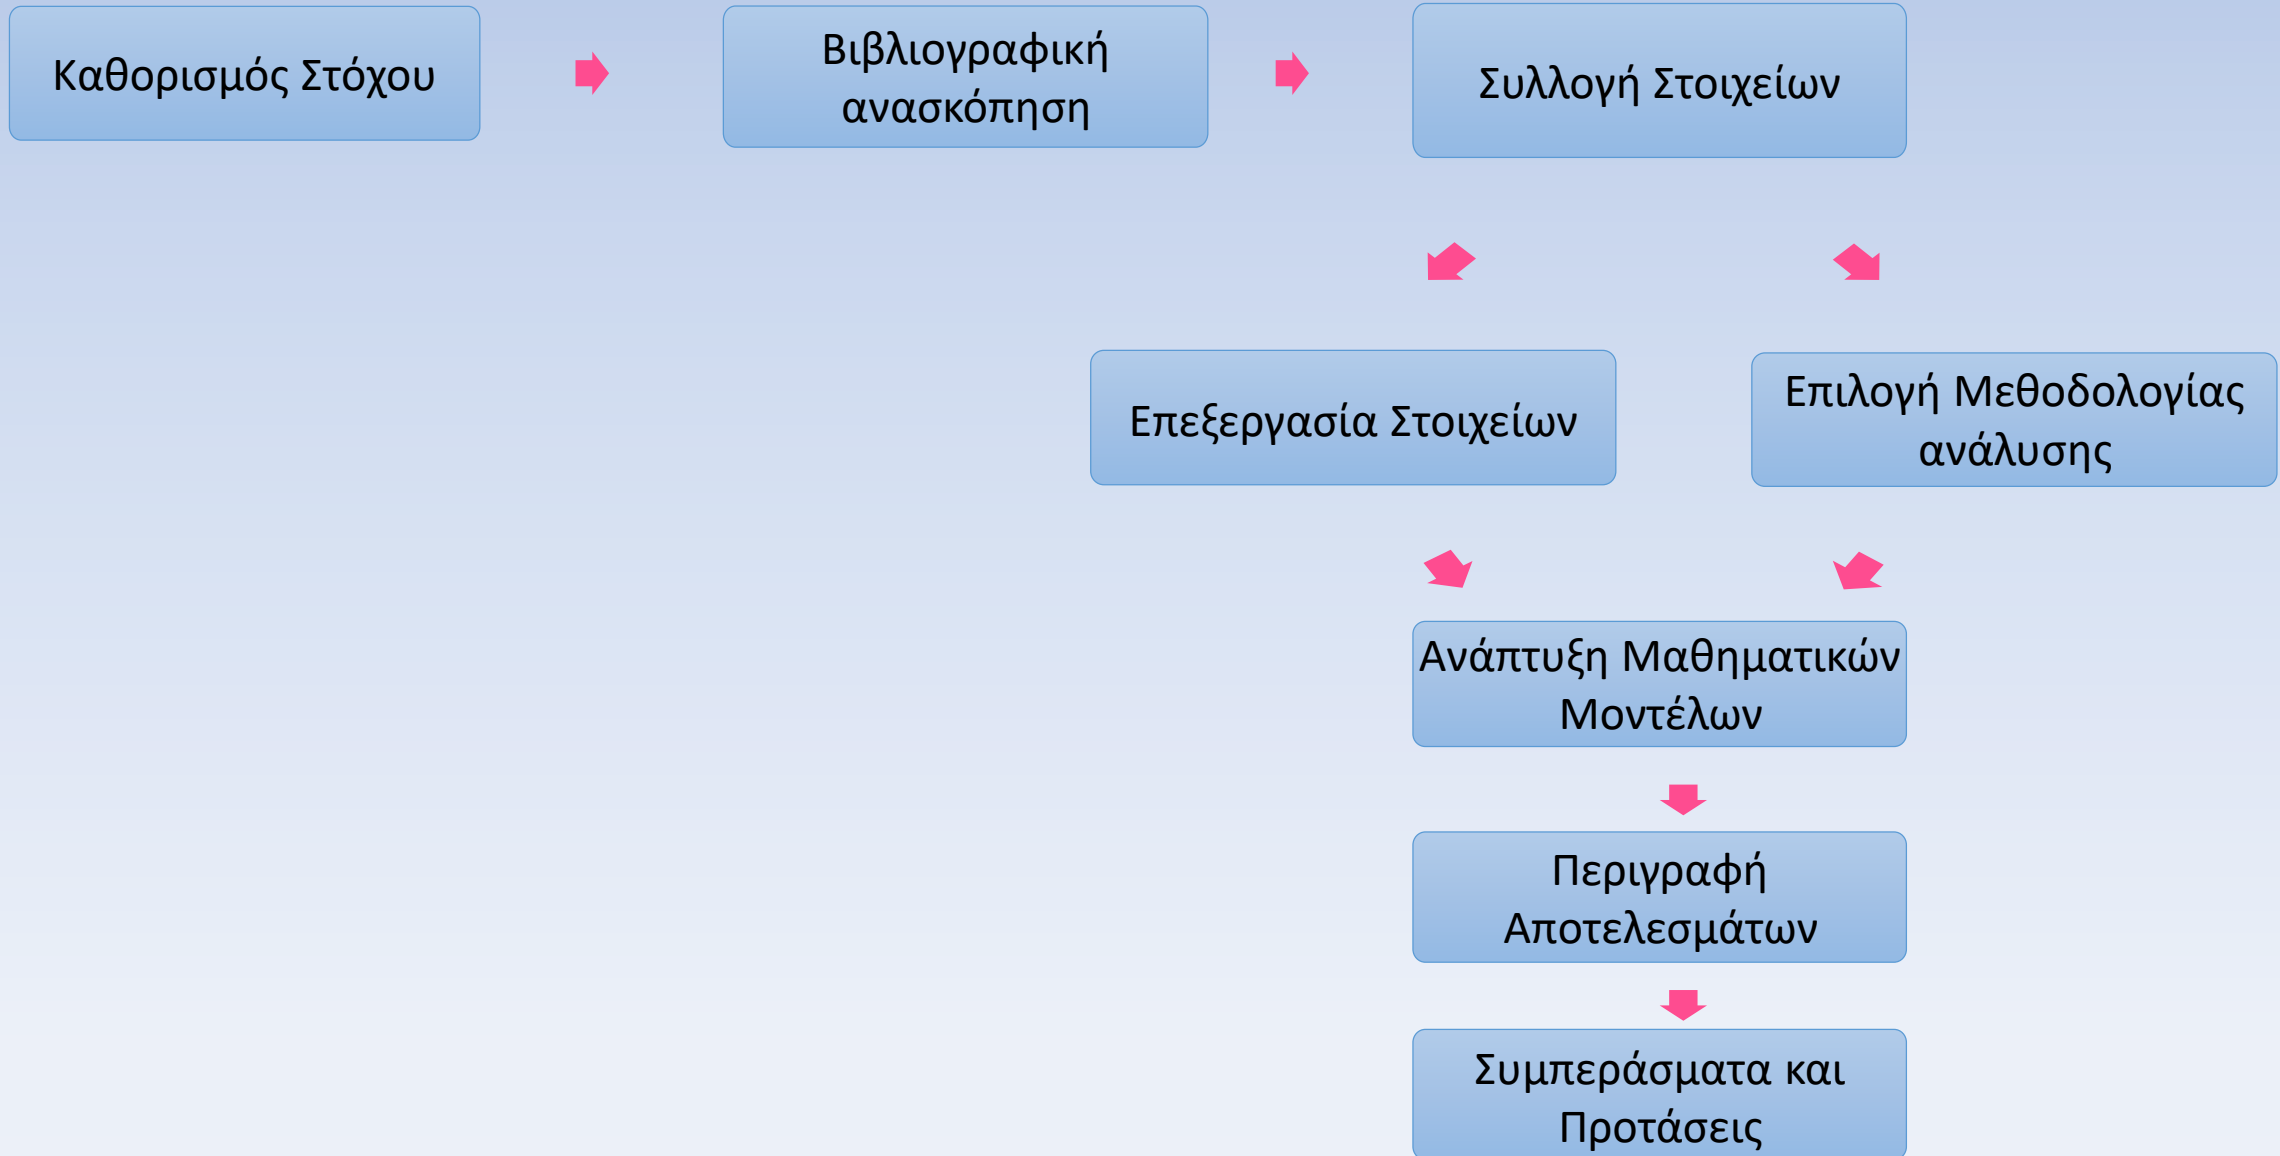 Καθορισμός Στόχου
Βιβλιογραφική
ανασκόπηση
Συλλογή Στοιχείων
Επεξεργασία Στοιχείων
Επιλογή Μεθοδολογίας
ανάλυσης
Ανάπτυξη Μαθηματικών
Μοντέλων
Περιγραφή
Αποτελεσμάτων
Συμπεράσματα και
Προτάσεις